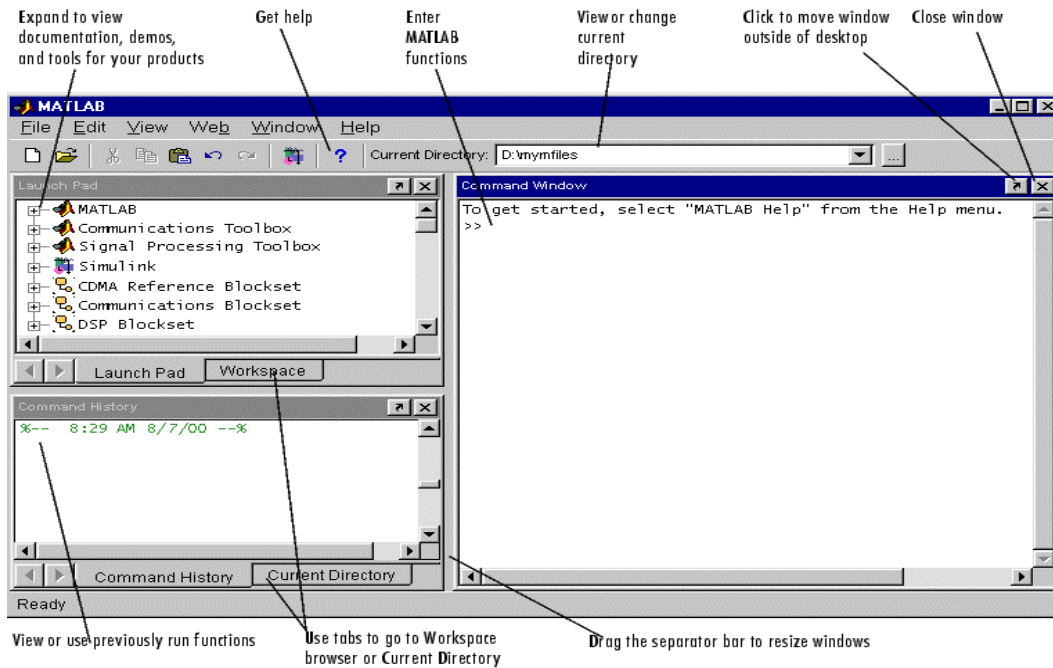 Expand to view
documentation, demos,
and tools for your products
Get help
Enter
MATLAB
functions
View or change
current
directory
Click to move window
outside of desktop
Close window
MATLAB
File Edit View Web Window Help
Current Directory: D:\mymfiles
...
Launch Pad
MATLAB
Communications Toolbox
Signal Processing Toolbox
Simulink
CDMA Reference Blockset
Communications Blockset
DSP Blockset
Launch Pad Workspace
Command History
%-- 8:29 AM 8/7/00 --%
Command History Current Directory
Command Window
To get started, select "MATLAB Help" from the Help menu.
>>
Ready
View or use previously run functions
Use tabs to go to Workspace
browser or Current Directory
Drag the separator bar to resize windows